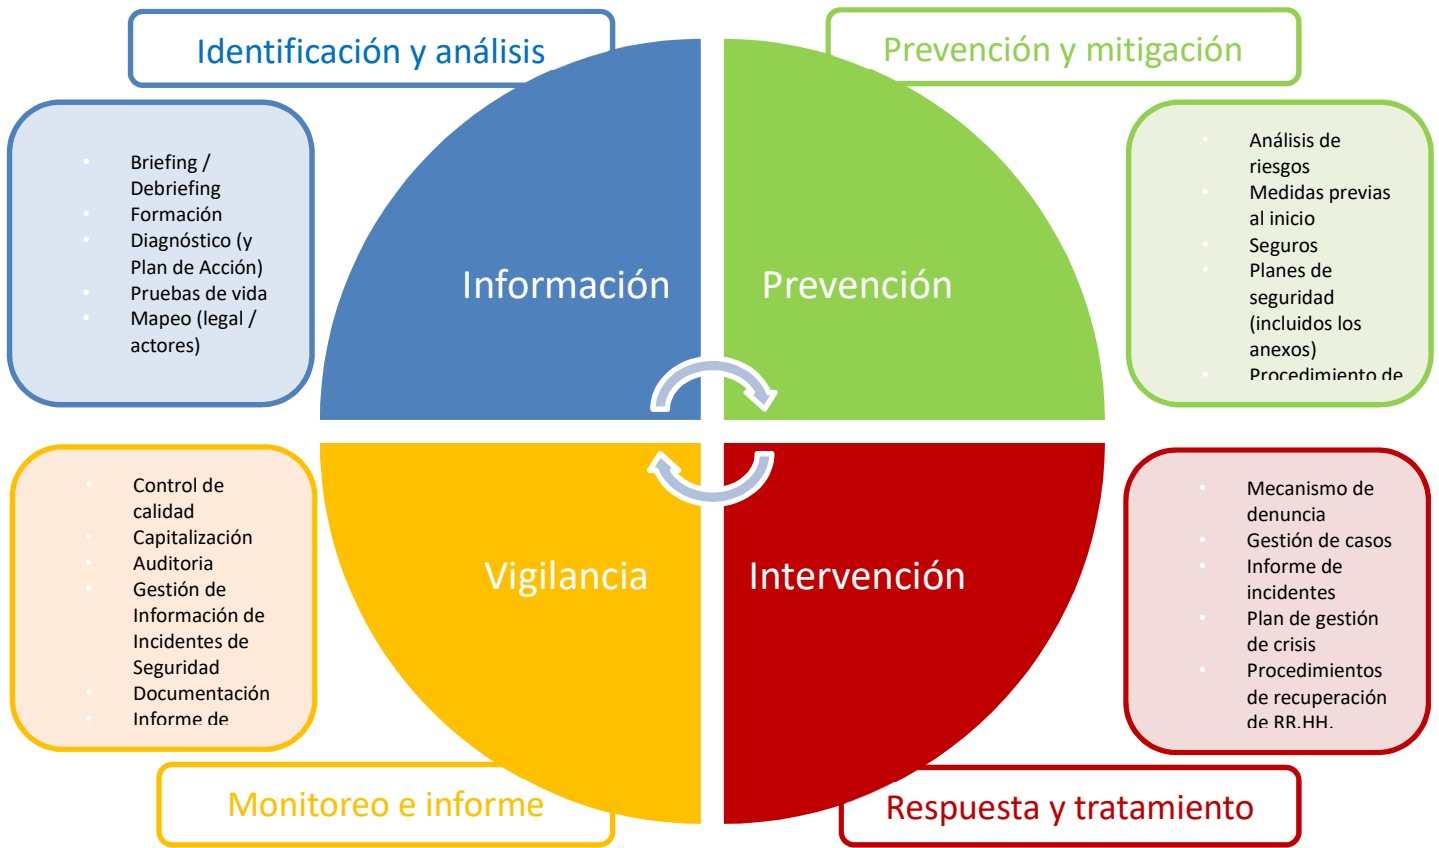 Identificación y análisis
Prevención y mitigación
Briefing /
Debriefing
Formación
Diagnóstico (y
Plan de Acción)
Pruebas de vida
Mapeo (legal /
actores)
Información
Prevención
Análisis de
riesgos
Medidas previas
al inicio
Seguros
Planes de
seguridad
(incluidos los
anexos)
Procedimiento de
Control de
calidad
Capitalización
Auditoria
Gestión de
Información de
Incidentes de
Seguridad
Documentación
Informe de
Vigilancia
Intervención
Mecanismo de
denuncia
Gestión de casos
Informe de
incidentes
Plan de gestión
de crisis
Procedimientos
de recuperación
de RR.HH.
Monitoreo e informe
Respuesta y tratamiento